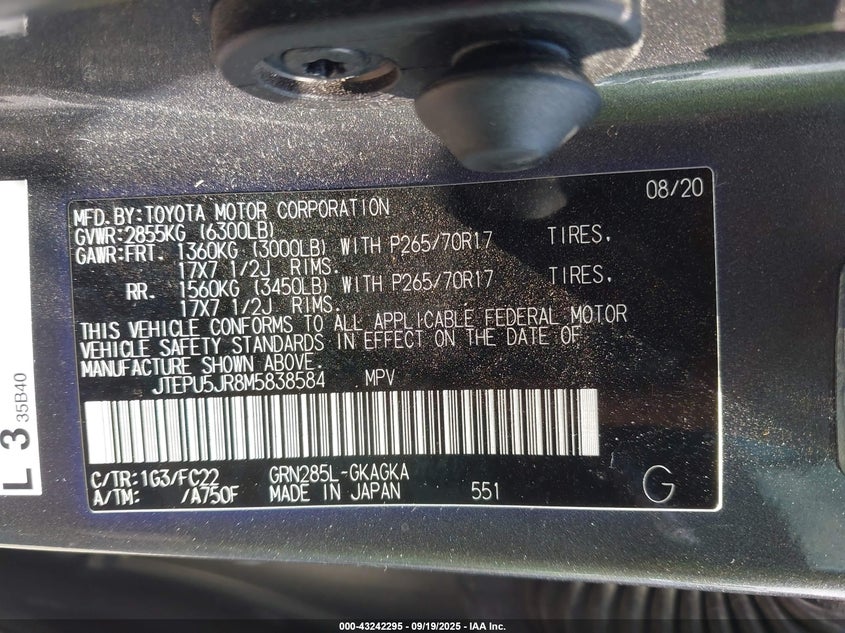 08/20
MFD.BY:TOYOTA MOTOR CORPORATION
GVWR:2855KG (6300LB)
GAWR:FRT. 1360KG (3000LB) WITH P265/70R17 TIRES.
17X7 1/2J RIMS.
RR. 1560KG (3450LB) WITH P265/70R17 TIRES.
17X7 1/2J RIMS.
THIS VEHICLE CONFORMS TO ALL APPLICABLE FEDERAL MOTOR
VEHICLE SAFETY STANDARDS IN EFFECT ON THE DATE OF
MANUFACTURE SHOWN ABOVE.
JTEPU5JR8M5838584 MPV
C/TR:1G3/FC22 GRN285L-GKAGKA
A/TM: /A750F MADE IN JAPAN 551 G
L 3 35B40
000-43242295 - 09/19/2025 - IAA Inc.